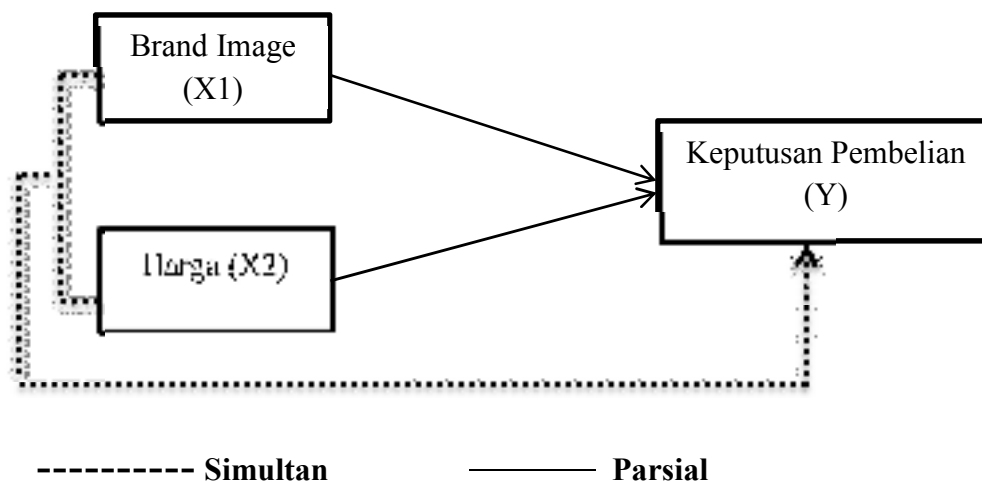 Brand Image
(X1)
Keputusan Pembelian
(Y)
Harga (X2)
Simultan
Parsial